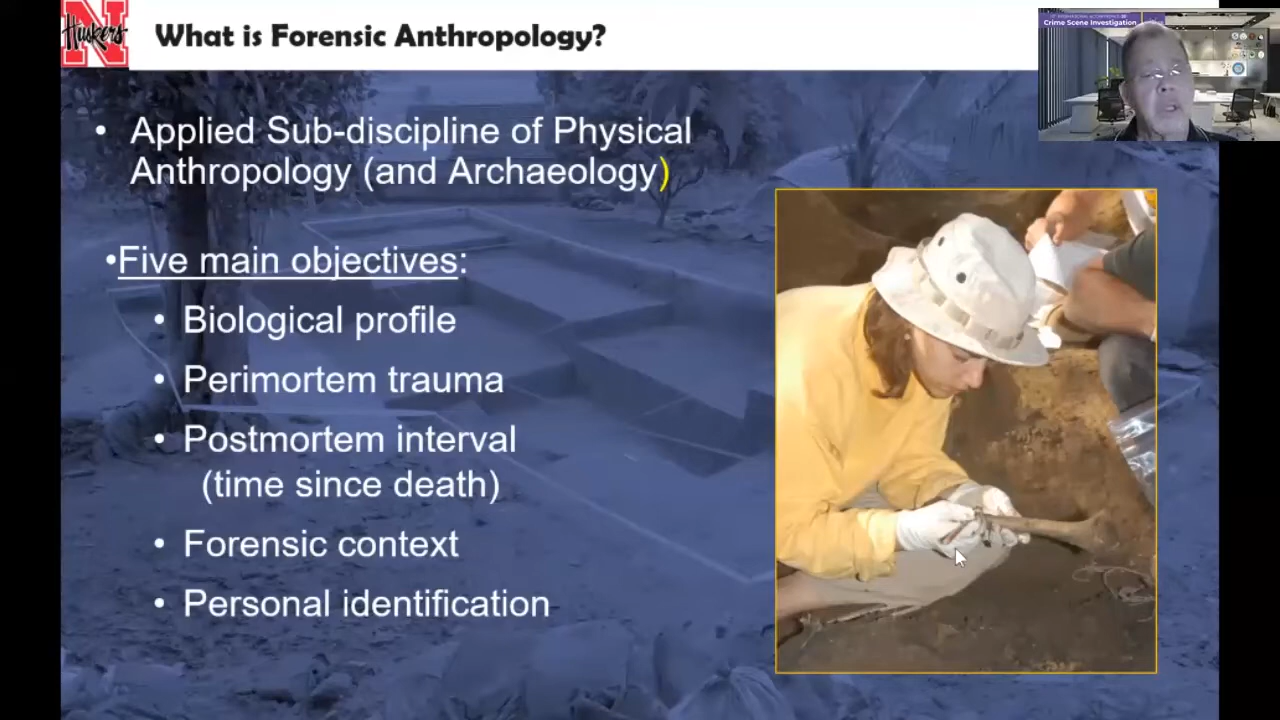 Huskers
N
What is Forensic Anthropology?
Crime Scene Investigation
• Applied Sub-discipline of Physical
Anthropology (and Archaeology)
•Five main objectives:
• Biological profile
• Perimortem trauma
• Postmortem interval
(time since death)
• Forensic context
• Personal identification